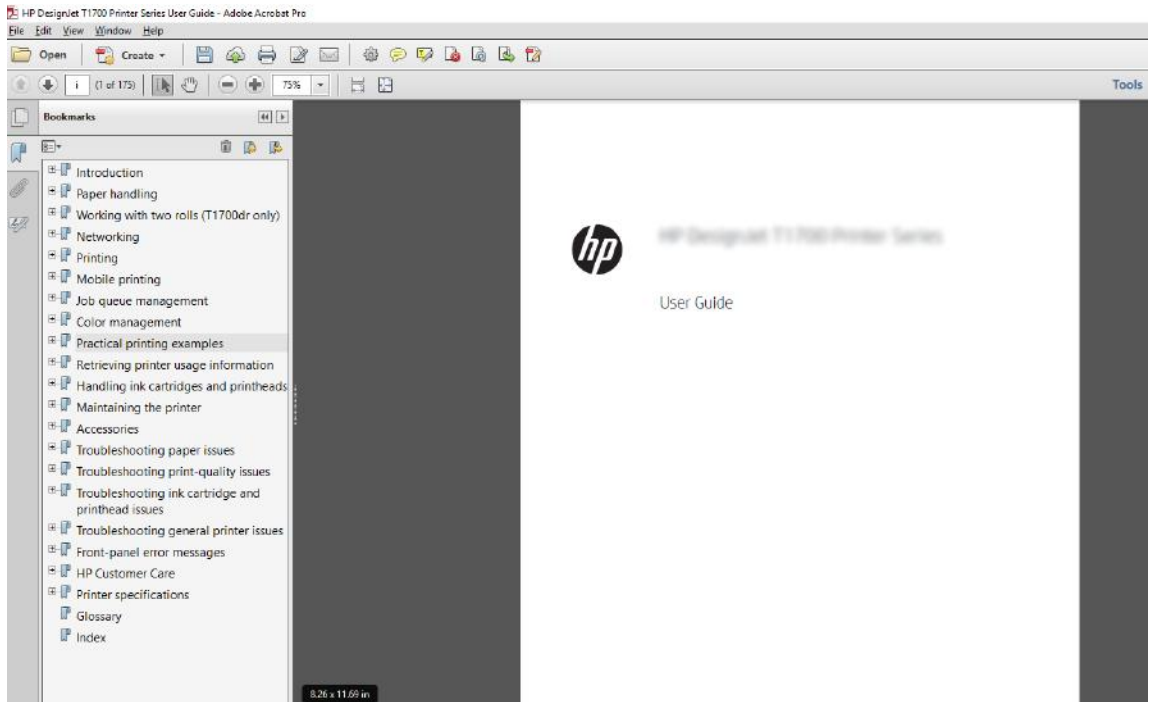 HP DesignJet T1700 Printer Series User Guide - Adobe Acrobat Pro
File Edit View Window Help
Open Create
i (1 of 175) 75% Tools
Bookmarks
Introduction
Paper handling
Working with two rolls (T1700dr only)
Networking
Printing
Mobile printing
Job queue management
Color management
Practical printing examples
Retrieving printer usage information
Handling ink cartridges and printheads
Maintaining the printer
Accessories
Troubleshooting paper issues
Troubleshooting print-quality issues
Troubleshooting ink cartridge and
printhead issues
Troubleshooting general printer issues
Front-panel error messages
HP Customer Care
Printer specifications
Glossary
Index
hp
User Guide
8.26 x 11.69 in